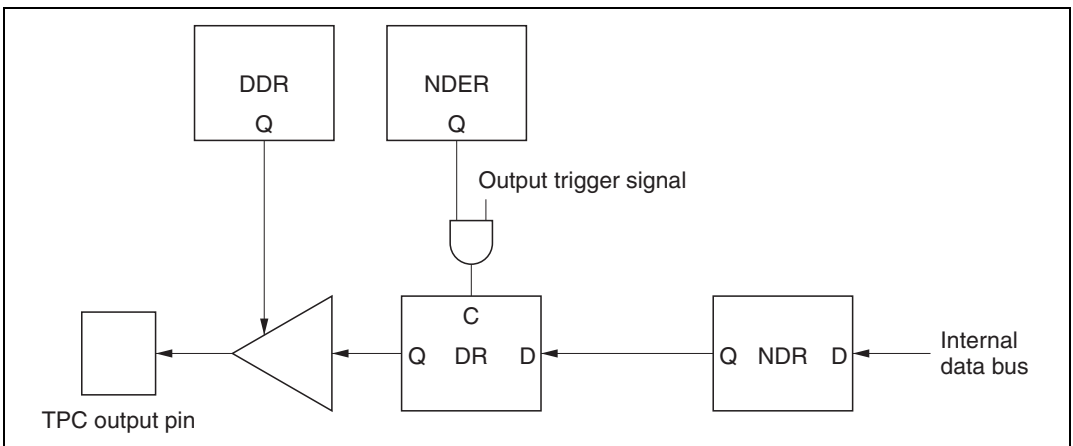 DDR
Q
NDER
Q
Output trigger signal
C
Q DR D
Q NDR D
Internal
data bus
TPC output pin